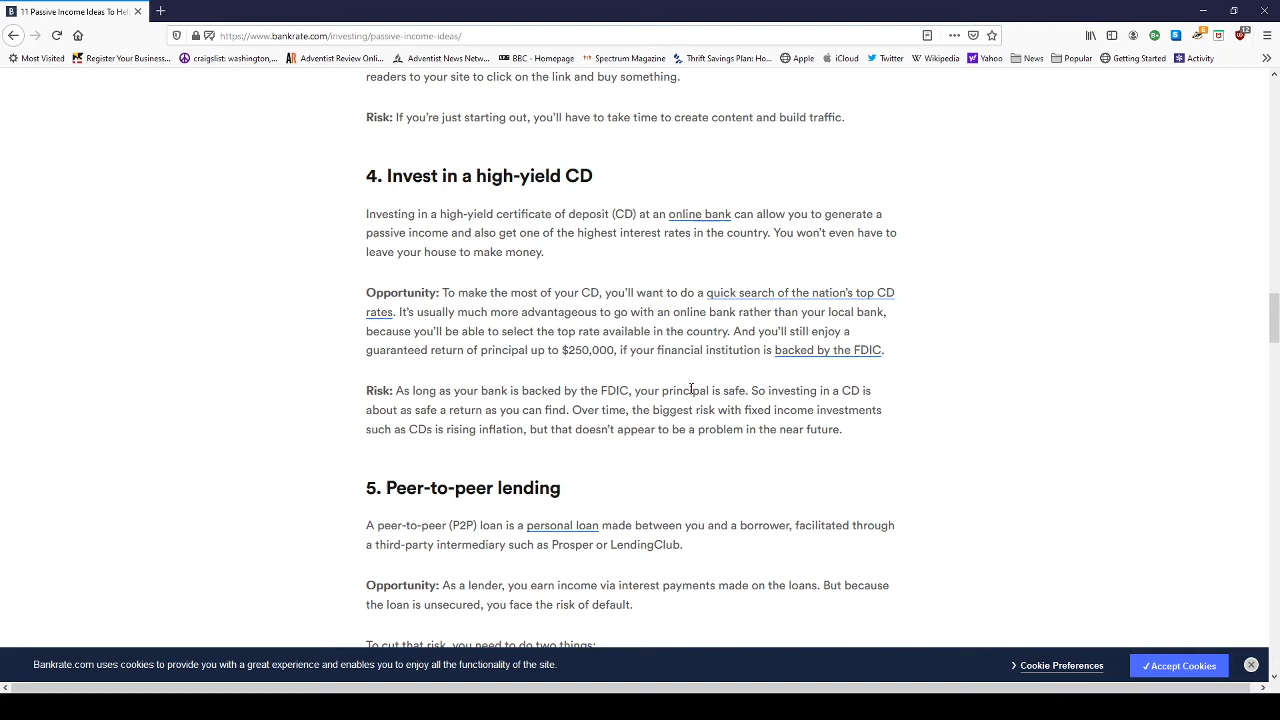 11 Passive Income Ideas To Hel
https://www.bankrate.com/investing/passive-income-ideas/
Most Visited Register Your Business... craigslist: washington,... Adventist Review Onli... Adventist News Netw... BBC - Homepage Spectrum Magazine Thrift Savings Plan: Ho... Apple iCloud Twitter Wikipedia Yahoo News Popular Getting Started Activity
readers to your site to click on the link and buy something.
Risk: If you're just starting out, you'll have to take time to create content and build traffic.
4. Invest in a high-yield CD
Investing in a high-yield certificate of deposit (CD) at an online bank can allow you to generate a
passive income and also get one of the highest interest rates in the country. You won't even have to
leave your house to make money.
Opportunity: To make the most of your CD, you'll want to do a quick search of the nation's top CD
rates. It's usually much more advantageous to go with an online bank rather than your local bank,
because you'll be able to select the top rate available in the country. And you'll still enjoy a
guaranteed return of principal up to $250,000, if your financial institution is backed by the FDIC.
Risk: As long as your bank is backed by the FDIC, your principal is safe. So investing in a CD is
about as safe a return as you can find. Over time, the biggest risk with fixed income investments
such as CDs is rising inflation, but that doesn't appear to be a problem in the near future.
5. Peer-to-peer lending
A peer-to-peer (P2P) loan is a personal loan made between you and a borrower, facilitated through
a third-party intermediary such as Prosper or LendingClub.
Opportunity: As a lender, you earn income via interest payments made on the loans. But because
the loan is unsecured, you face the risk of default.
To cut that risk, you need to do two things:
Bankrate.com uses cookies to provide you with a great experience and enables you to enjoy all the functionality of the site.
Cookie Preferences
✓Accept Cookies